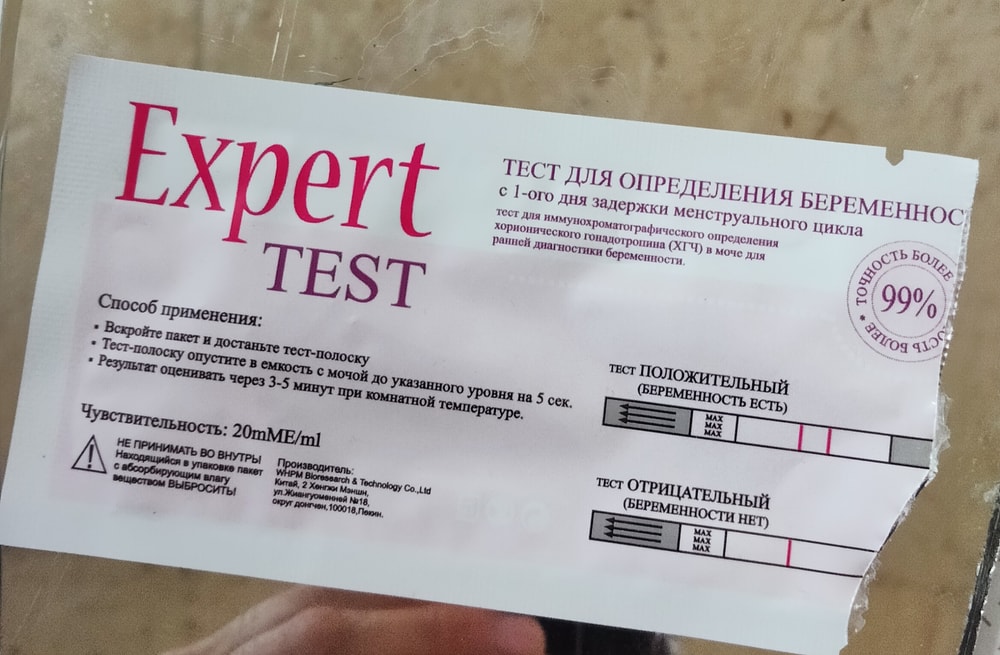 Expert
TEST
ТЕСТ ДЛЯ ОПРЕДЕЛЕНИЯ БЕРЕМЕННОС
с 1-ого дня задержки менструального цикла
тест для иммунохроматографического определения
хорионического гонадотропина (ХГЧ) в моче для
ранней диагностики беременности.
ТОЧНОСТЬ БОЛЕЕ
99%
ОСТЬ БОЛЕЕ
Способ применения:
• Вскройте пакет и достаньте тест-полоску
• Тест-полоску опустите в емкость с мочой до указанного уровня на 5 сек.
• Результат оценивать через 3-5 минут при комнатной температуре.
Чувствительность: 20mME/ml
НЕ ПРИНИМАТЬ ВО ВНУТРЬ!
Находящийся в упаковке пакет
с абсорбирующим влагу
веществом ВЫБРОСИТЬ!
Производитель:
WHPM Bioresearch & Technology Co.,Ltd
Китай, 2 Хенгжи Мэншн,
ул.Жиангуоменней №18,
округ донгчен,100018,Пекин.
ТЕСТ ПОЛОЖИТЕЛЬНЫЙ
(БЕРЕМЕННОСТЬ ЕСТЬ)
MAX
MAX
MAX
ТЕСТ ОТРИЦАТЕЛЬНЫЙ
(БЕРЕМЕННОСТИ НЕТ)
MAX
MAX
MAX